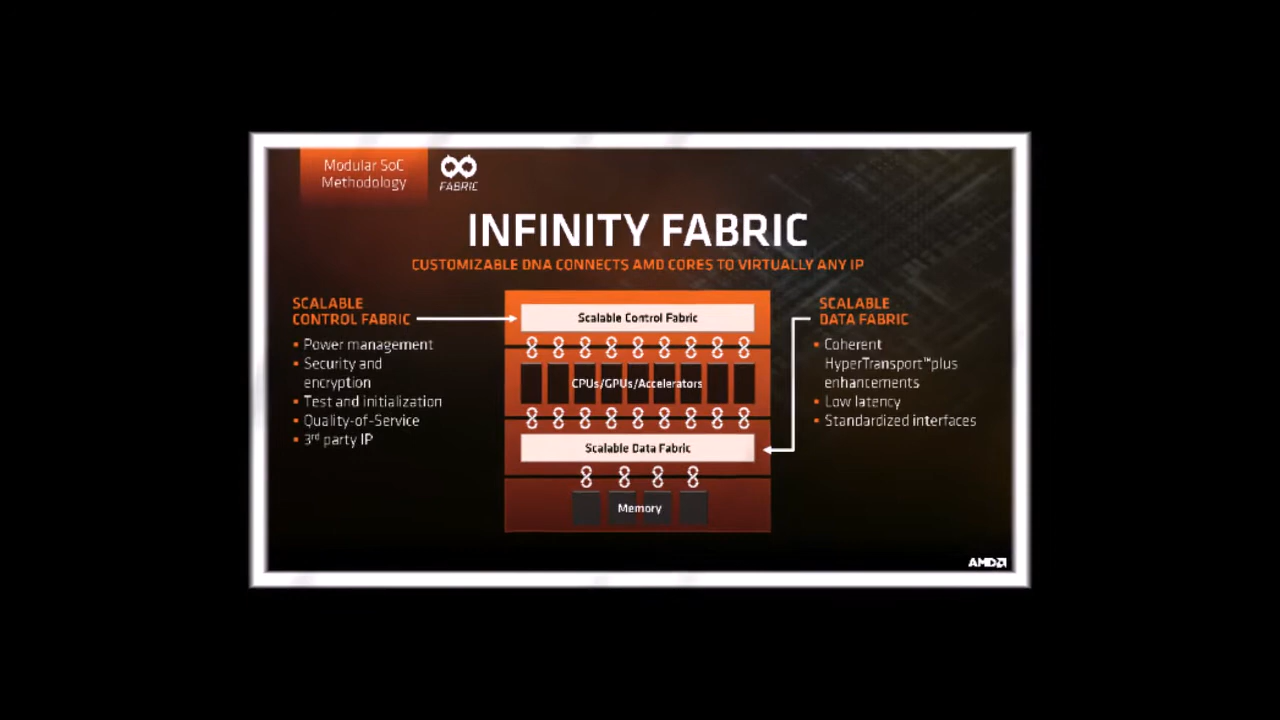 Modular SoC
Methodology
FABRIC
INFINITY FABRIC
CUSTOMIZABLE DNA CONNECTS AMD CORES TO VIRTUALLY ANY IP
SCALABLE
CONTROL FABRIC
▪ Power management
▪ Security and
encryption
▪ Test and initialization
▪ Quality-of-Service
▪ 3rd party IP
Scalable Control Fabric
CPUs/GPUs/Accelerators
Scalable Data Fabric
Memory
SCALABLE
DATA FABRIC
▪ Coherent
HyperTransport™plus
enhancements
▪ Low latency
▪ Standardized interfaces
AMD